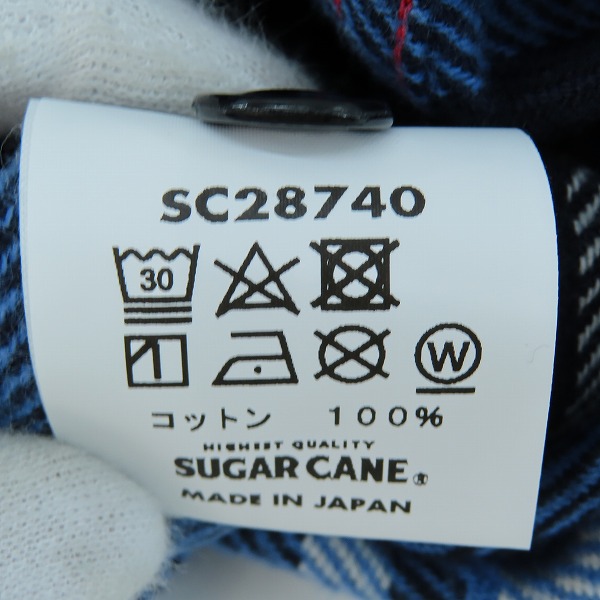 SC28740
30
W
コットン 100%
HIGHEST QUALITY
SUGAR CANE®
MADE IN JAPAN